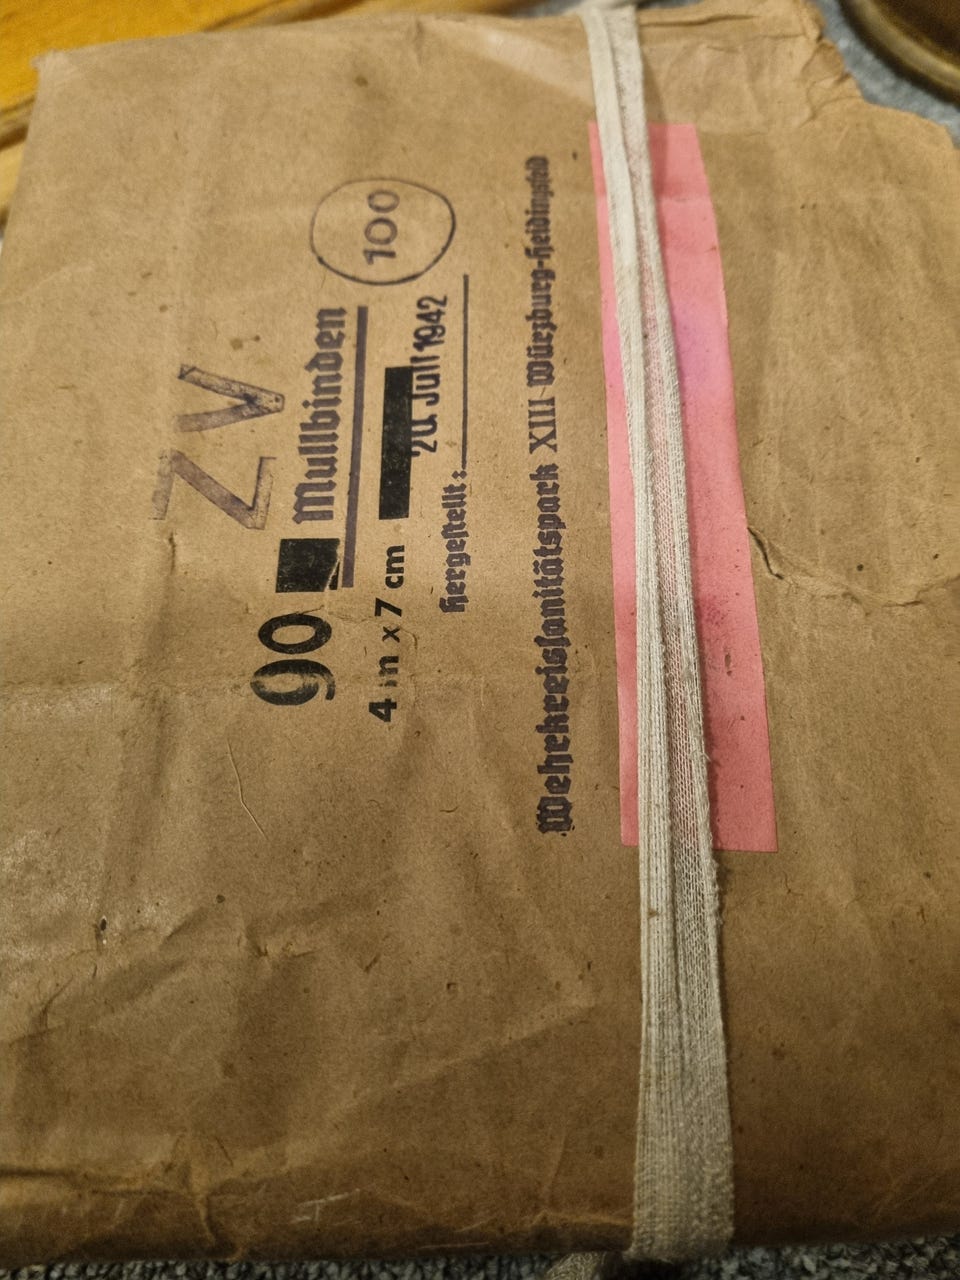 100
ZV
90 Mullbinden
4 m x 7 cm
20. Juli 1942
hergestellt:
Wehrkreissanitätspark XIII Würzburg-Heidingsfeld